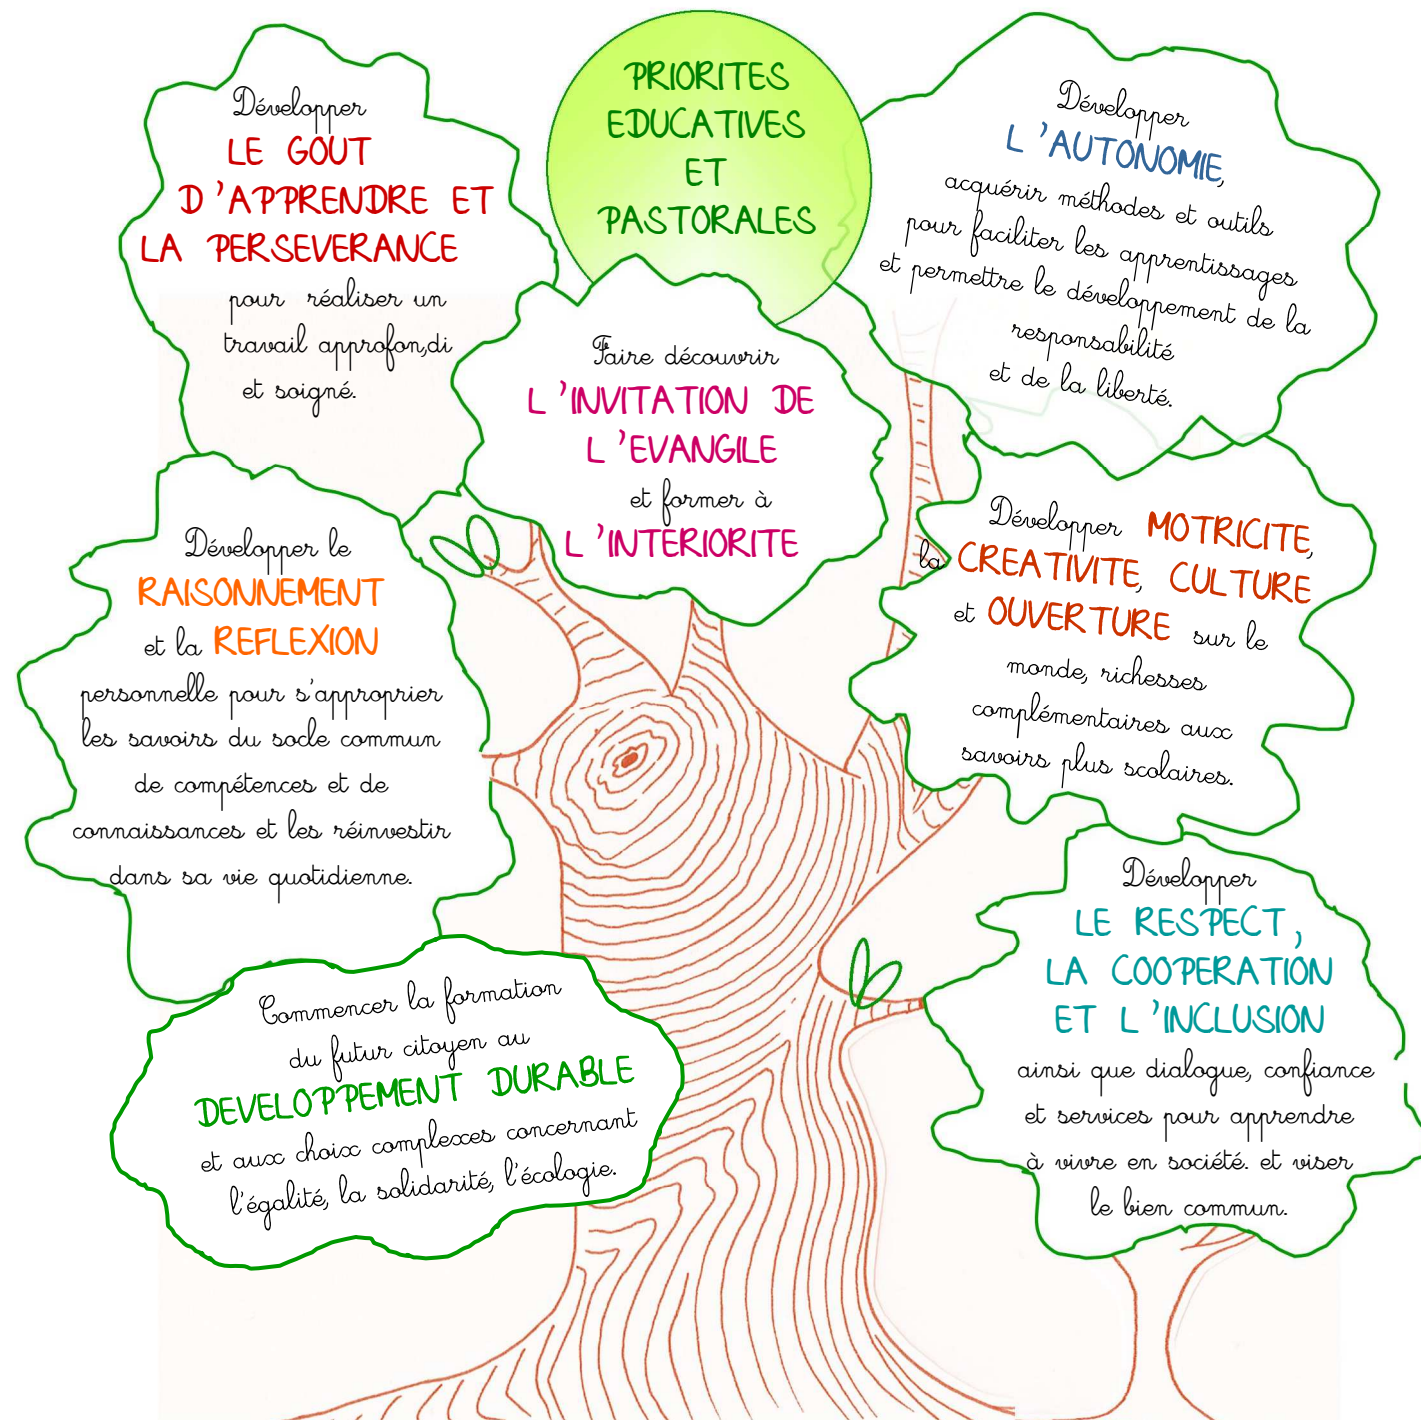 PRIORITES
EDUCATIVES
ET
PASTORALES
Développer
LE GOUT
D'APPRENDRE ET
LA PERSEVERANCE
pour réaliser un
travail approfon,di
et soigné.
Développer
L'AUTONOMIE,
acquérir méthodes et outils
pour faciliter les apprentissages
et permettre le développement de la
responsabilité
et de la liberté.
Faire découvrir
L'INVITATION DE
L'EVANGILE
et former à
L'INTERIORITE
Développer le
RAISONNEMENT
et la REFLEXION
personnelle pour s'approprier
les savoirs du socle commun
de compétences et de
connaissances et les réinvestir
dans sa vie quotidienne.
Développer MOTRICITE,
la CREATIVITE, CULTURE
et OUVERTURE sur le
monde, richesses
complémentaires aux
savoirs plus scolaires.
Commencer la formation
du futur citoyen au
DEVELOPPEMENT DURABLE
et aux choix complexes concernant
l'égalité, la solidarité, l'écologie.
Développer
LE RESPECT,
LA COOPERATION
ET L'INCLUSION
ainsi que dialogue, confiance
et services pour apprendre
à vivre en société. et viser
le bien commun.